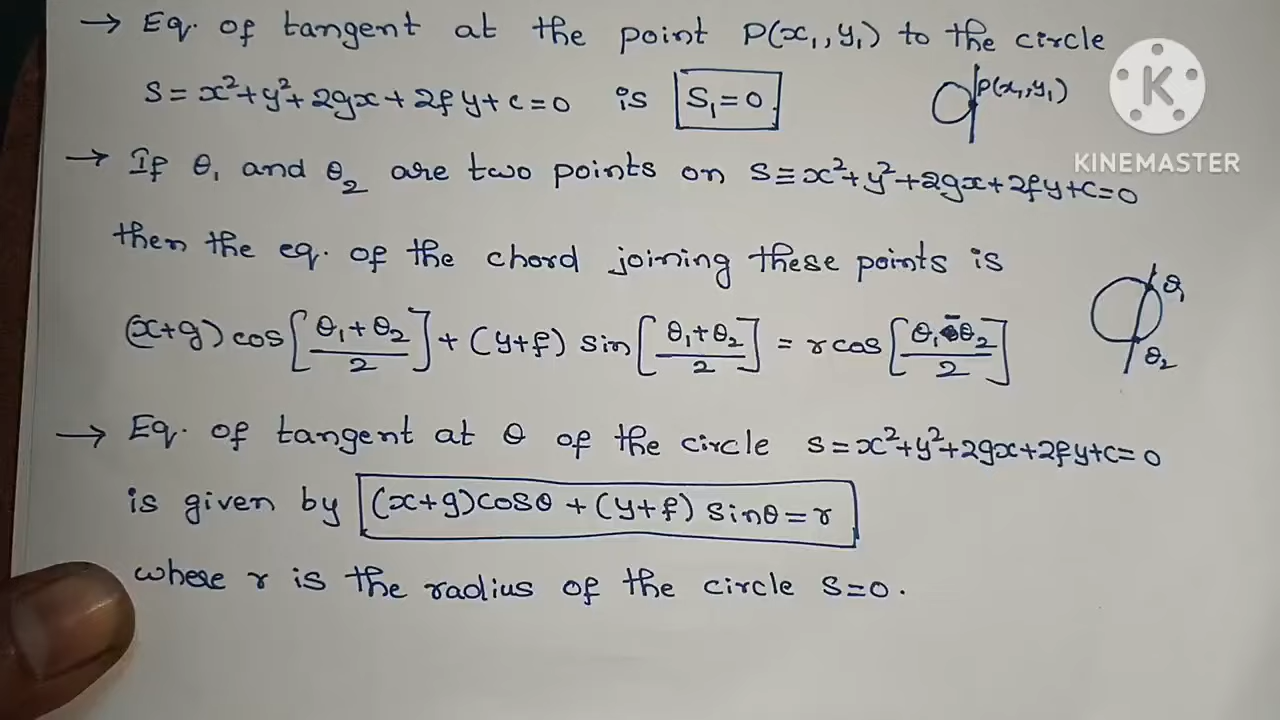 → Eq. of tangent at the point P(x₁, y₁) to the circle
S = x² + y² + 2gx + 2fy + c = 0 is S₁ = 0
P(x₁, y₁)
K
KINEMASTER
→ If θ₁ and θ₂ are two points on S ≡ x² + y² + 2gx + 2fy + c = 0
then the eq. of the chord joining these points is
(x+g) cos[(θ₁ + θ₂)/2] + (y+f) sin[(θ₁ + θ₂)/2] = r cos[(θ₁ - θ₂)/2]
θ₁
θ₂
→ Eq. of tangent at θ of the circle S = x² + y² + 2gx + 2fy + c = 0
is given by (x+g)cosθ + (y+f) sinθ = r
where r is the radius of the circle S = 0.